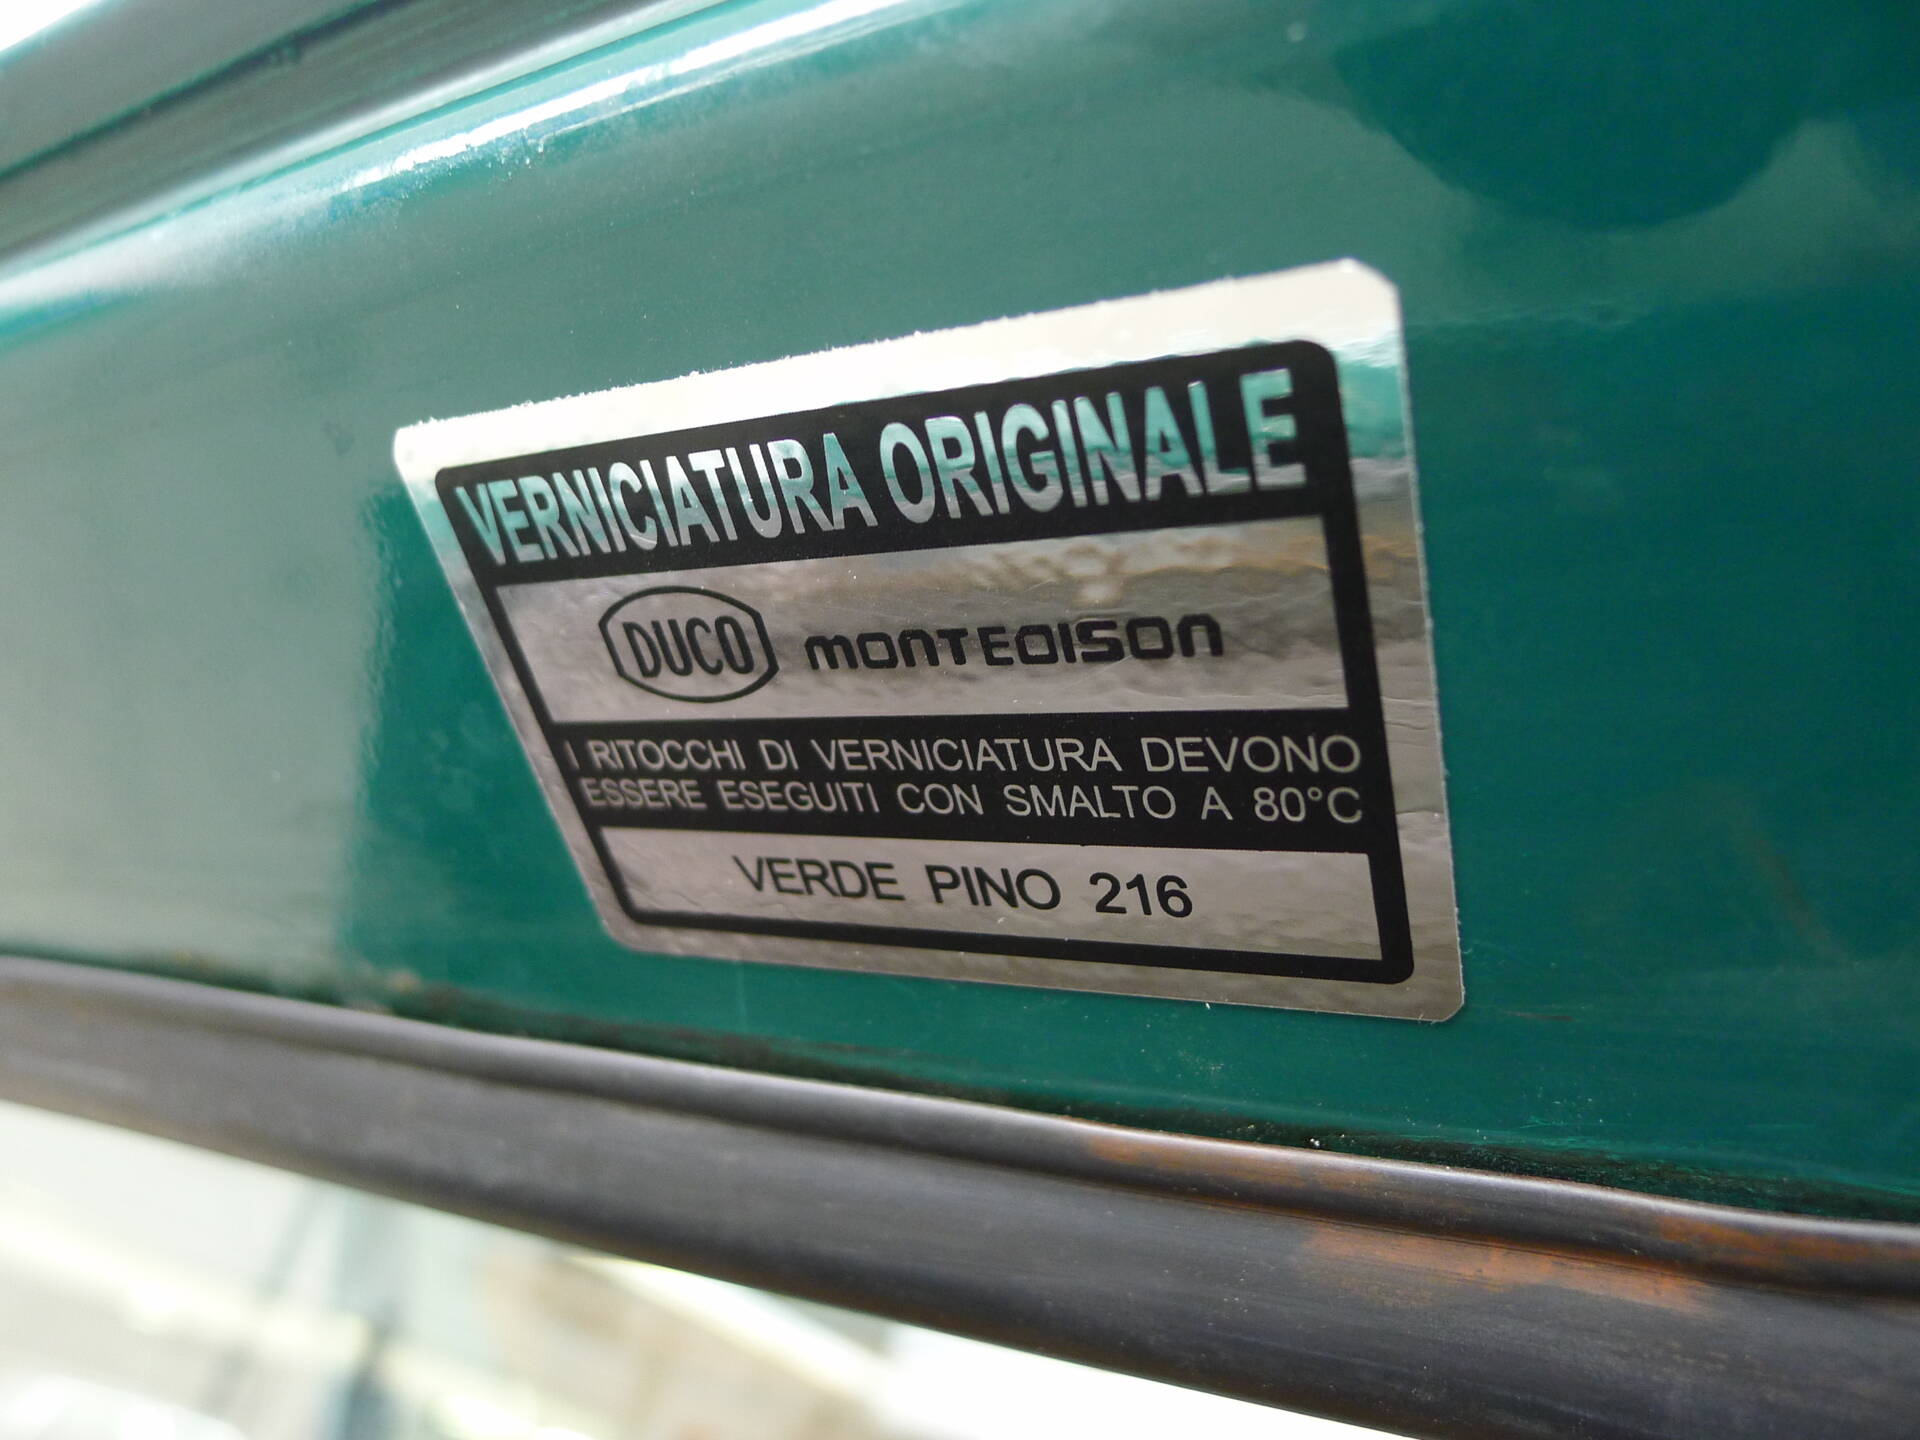 VERNICIATURA ORIGINALE
DUCO MONTEDISON
I RITOCCHI DI VERNICIATURA DEVONO
ESSERE ESEGUITI CON SMALTO A 80°C
VERDE PINO 216